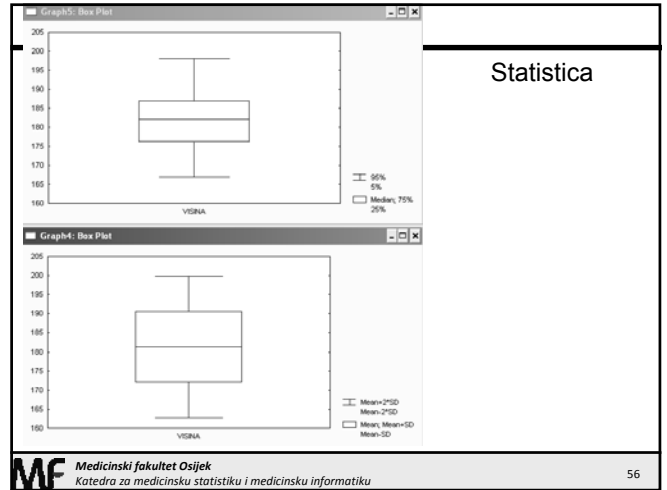 Graph5: Box Plot
205
200
195
190
185
180
175
170
165
160
VISINA
95%
5%
Median; 75%
25%
Statistica
Graph4: Box Plot
205
200
195
190
185
180
175
170
165
160
VISINA
Mean+2*SD
Mean-2*SD
Mean; Mean+SD
Mean-SD
MF
Medicinski fakultet Osijek
Katedra za medicinsku statistiku i medicinsku informatiku
56